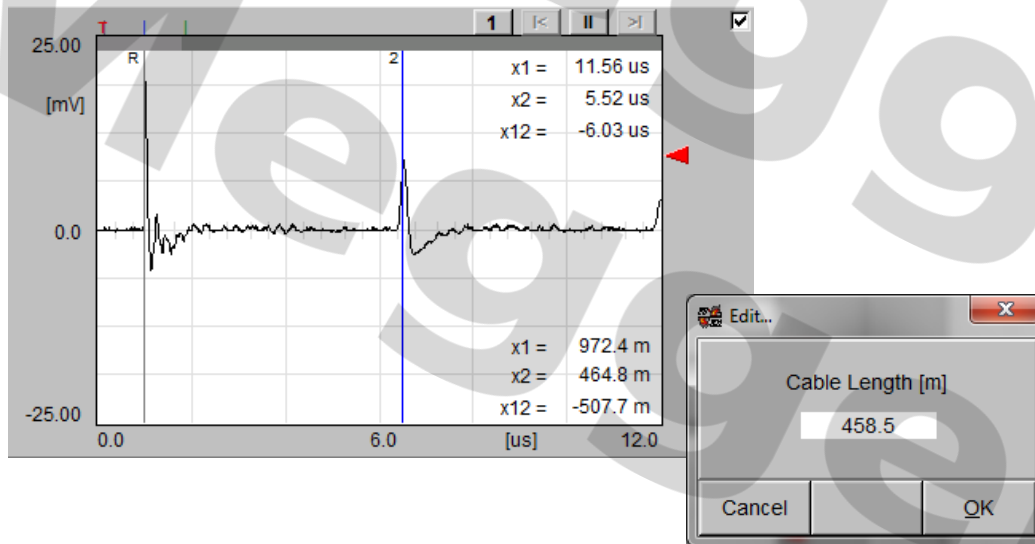 T
1 |< II >|
25.00
[mV]
0.0
-25.00
R
2
x1 = 11.56 us
x2 = 5.52 us
x12 = -6.03 us
x1 = 972.4 m
x2 = 464.8 m
x12 = -507.7 m
0.0 6.0 [us] 12.0
Edit...
X
Cable Length [m]
458.5
Cancel OK
Megger